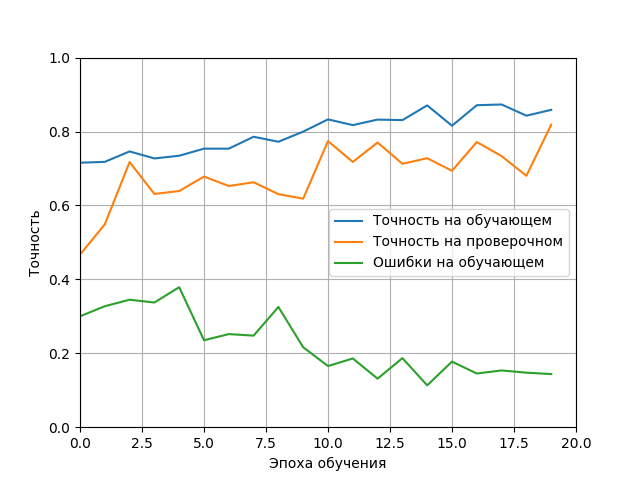 1.0
0.8
0.6
0.4
0.2
0.0
Точность
Точность на обучающем
Точность на проверочном
Ошибки на обучающем
0.0 2.5 5.0 7.5 10.0 12.5 15.0 17.5 20.0
Эпоха обучения